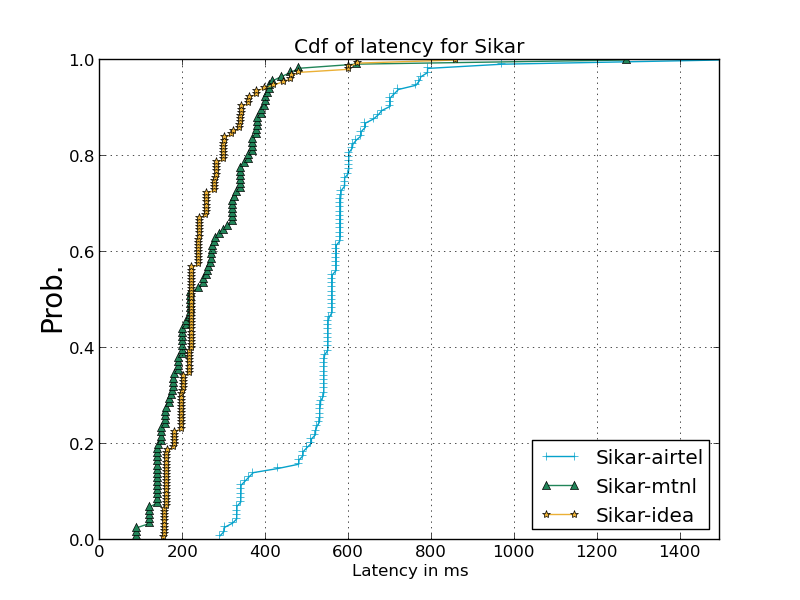 Cdf of latency for Sikar
Prob.
1.0
0.8
0.6
0.4
0.2
0.0
0 200 400 600 800 1000 1200 1400
Latency in ms
Sikar-airtel
Sikar-mtnl
Sikar-idea